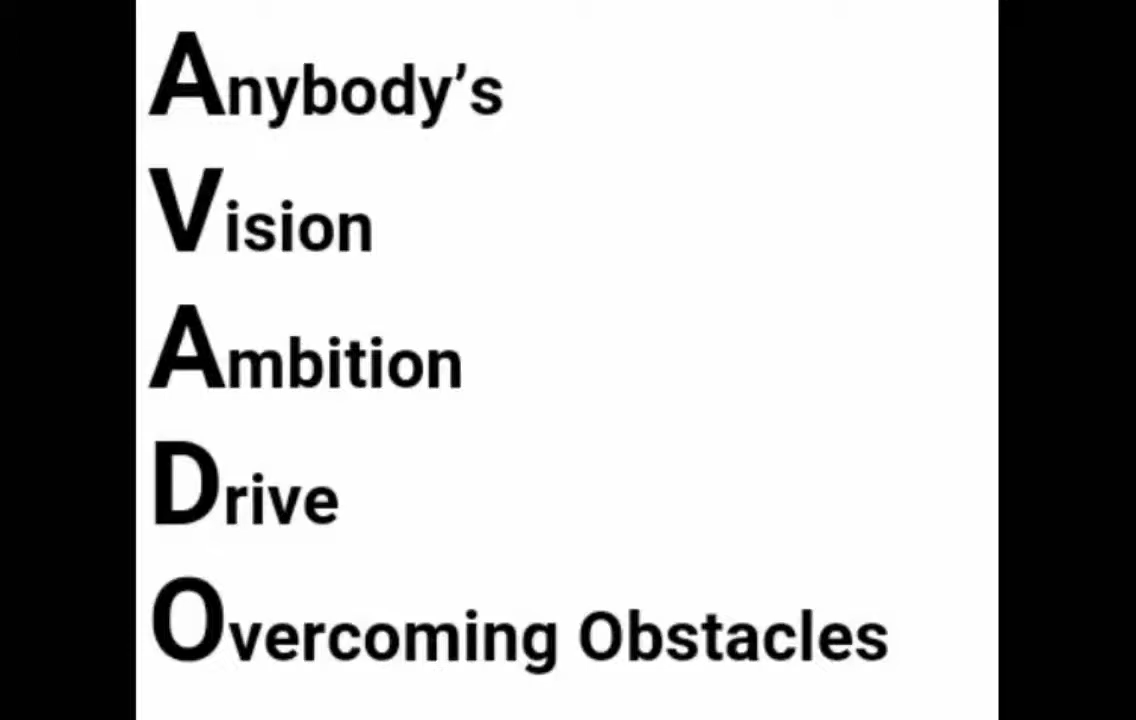 Anybody’s
Vision
Ambition
Drive
Overcoming Obstacles